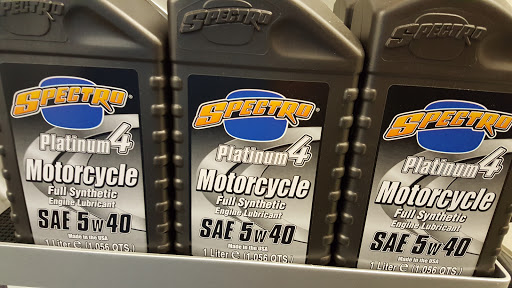 SPECTRO
SPECTRO
SPECTRO
SPECTRO
Platinum 4
Motorcycle
Full Synthetic
Engine Lubricant
SAE 5W40
Made in the USA
1 Liter ℮ (1.056 QTS.)
SPECTRO
Platinum 4
Motorcycle
Full Synthetic
Engine Lubricant
SAE 5W40
Made in the USA
1 Liter ℮ (1.056 QTS.)
SPECTRO
Platinum 4
Motorcycle
Full Synthetic
Engine Lubricant
SAE 5W40
Made in the USA
1 Liter ℮ (1.056 QTS.)